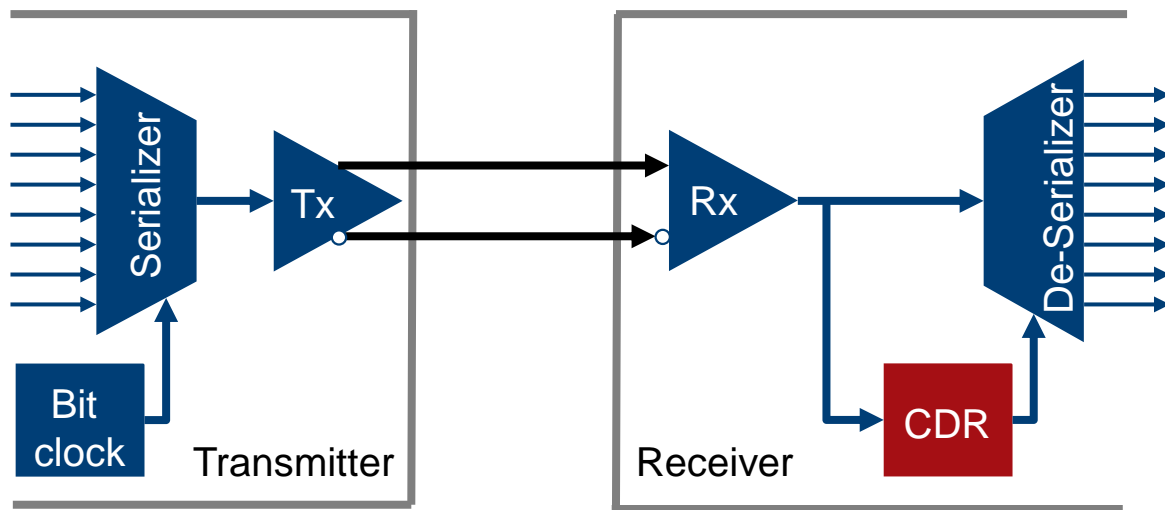 Serializer
Tx
Bit
clock
Transmitter
Rx
De-Serializer
CDR
Receiver